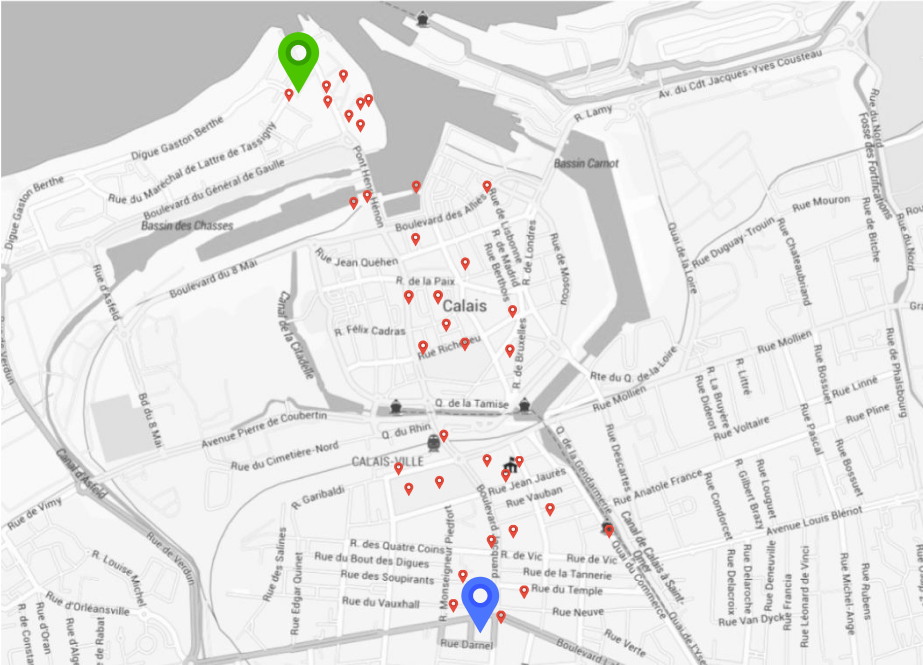 Av. du Cdt Jacques-Yves Cousteau
R. Lamy
Rue du Nord
Fossé des Fortifications
Digue Gaston Berthe
Rue du Maréchal de Lattre de Tassigny
Boulevard du Général de Gaulle
Digue Gaston Berthe
Bassin des Chasses
Pont Henri Hénon
Bassin Carnot
Boulevard des Alliés
Rue de Lisbonne
R. de Madrid
Rue Berthois
R. de Londres
Rue de Moscou
Quai de la Loire
Rue Duguay-Trouin
Rue Mouron
Rue Chateaubriand
Rue de Bitche
Rue du Nord
Rue d'Asfeld
Boulevard du 8 Mai
Rue Jean Quéhen
R. de la Paix
Calais
Canal de la Citadelle
R. Félix Cadras
Rue Richelieu
R. de Bruxelles
Rte du Q. de la Loire
Rue Mollien
Rue Mollien
R. La Bruyère
Rue Diderot
R. Littré
Rue Bossuet
Rue Linné
Rue Pline
Rue de Phalsbourg
Rue Voltaire
Rue Pascal
Rue Bossuet
de Verdun
Bd du 8 Mai
Avenue Pierre de Coubertin
Q. de la Tamise
Q. du Rhin
Rue du Cimetière-Nord
CALAIS-VILLE
Canal d'Asfeld
Rue de Vimy
R. Garibaldi
Rue Jean Jaurès
Rue Vauban
Q. de la Gendarmerie
Rue Descartes
Rue Anatole France
Rue Condorcet
R. Gilbert Brazy
Rue Louguet
Avenue Louis Blériot
Rue de Verdun
Rue des Salines
Rue Edgar Quinet
R. Louise Michel
Rue d'Orléansville
R. de Constan
Rue d'Oran
Rue d'Alg
de Rabat
R. des Quatre Coins
Rue du Bout des Digues
Rue des Soupirants
Rue du Vauxhall
R. Monseigneur Piedfort
Boulevard Jacquard
R. de Vic
Rue de Vic
Rue de la Tannerie
Rue du Temple
Rue Neuve
Rue Verte
Rue Darnel
Boulevard La
Quai du Commerce
Canal de Calais à Saint-
Omer
Quai de l'Yse
Rue Delacroix
Rue Delaroche
Rue Deneuville
Rue Van Dyck
Francia
Rue Léonard de Vinci
Rue Michel-Ange
Rue Rubens